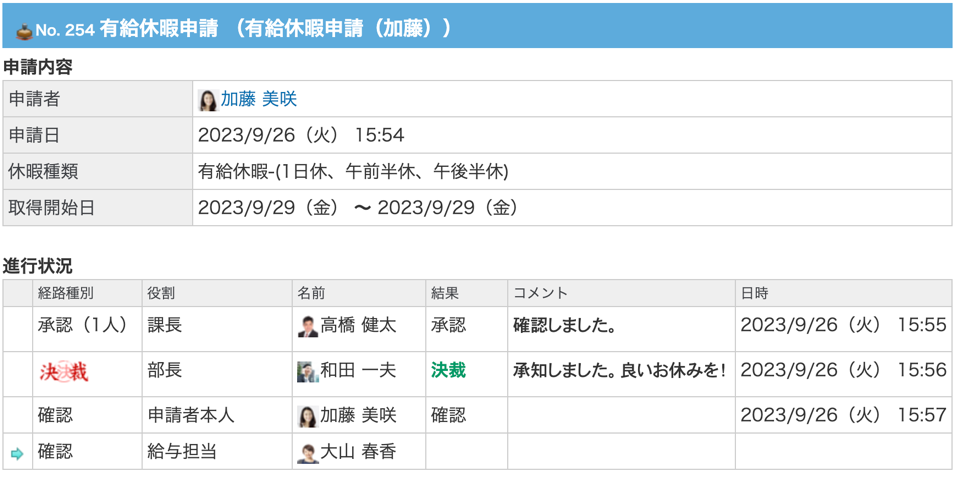 No. 254 有給休暇申請 （有給休暇申請（加藤））
申請内容
申請者 加藤 美咲
申請日 2023/9/26（火） 15:54
休暇種類 有給休暇-(1日休、午前半休、午後半休)
取得開始日 2023/9/29（金） 〜 2023/9/29（金）
進行状況
経路種別 役割 名前 結果 コメント 日時
承認（1人） 課長 高橋 健太 承認 確認しました。 2023/9/26（火） 15:55
決裁 部長 和田 一夫 決裁 承知しました。良いお休みを! 2023/9/26（火） 15:56
確認 申請者本人 加藤 美咲 確認 2023/9/26（火） 15:57
確認 給与担当 大山 春香